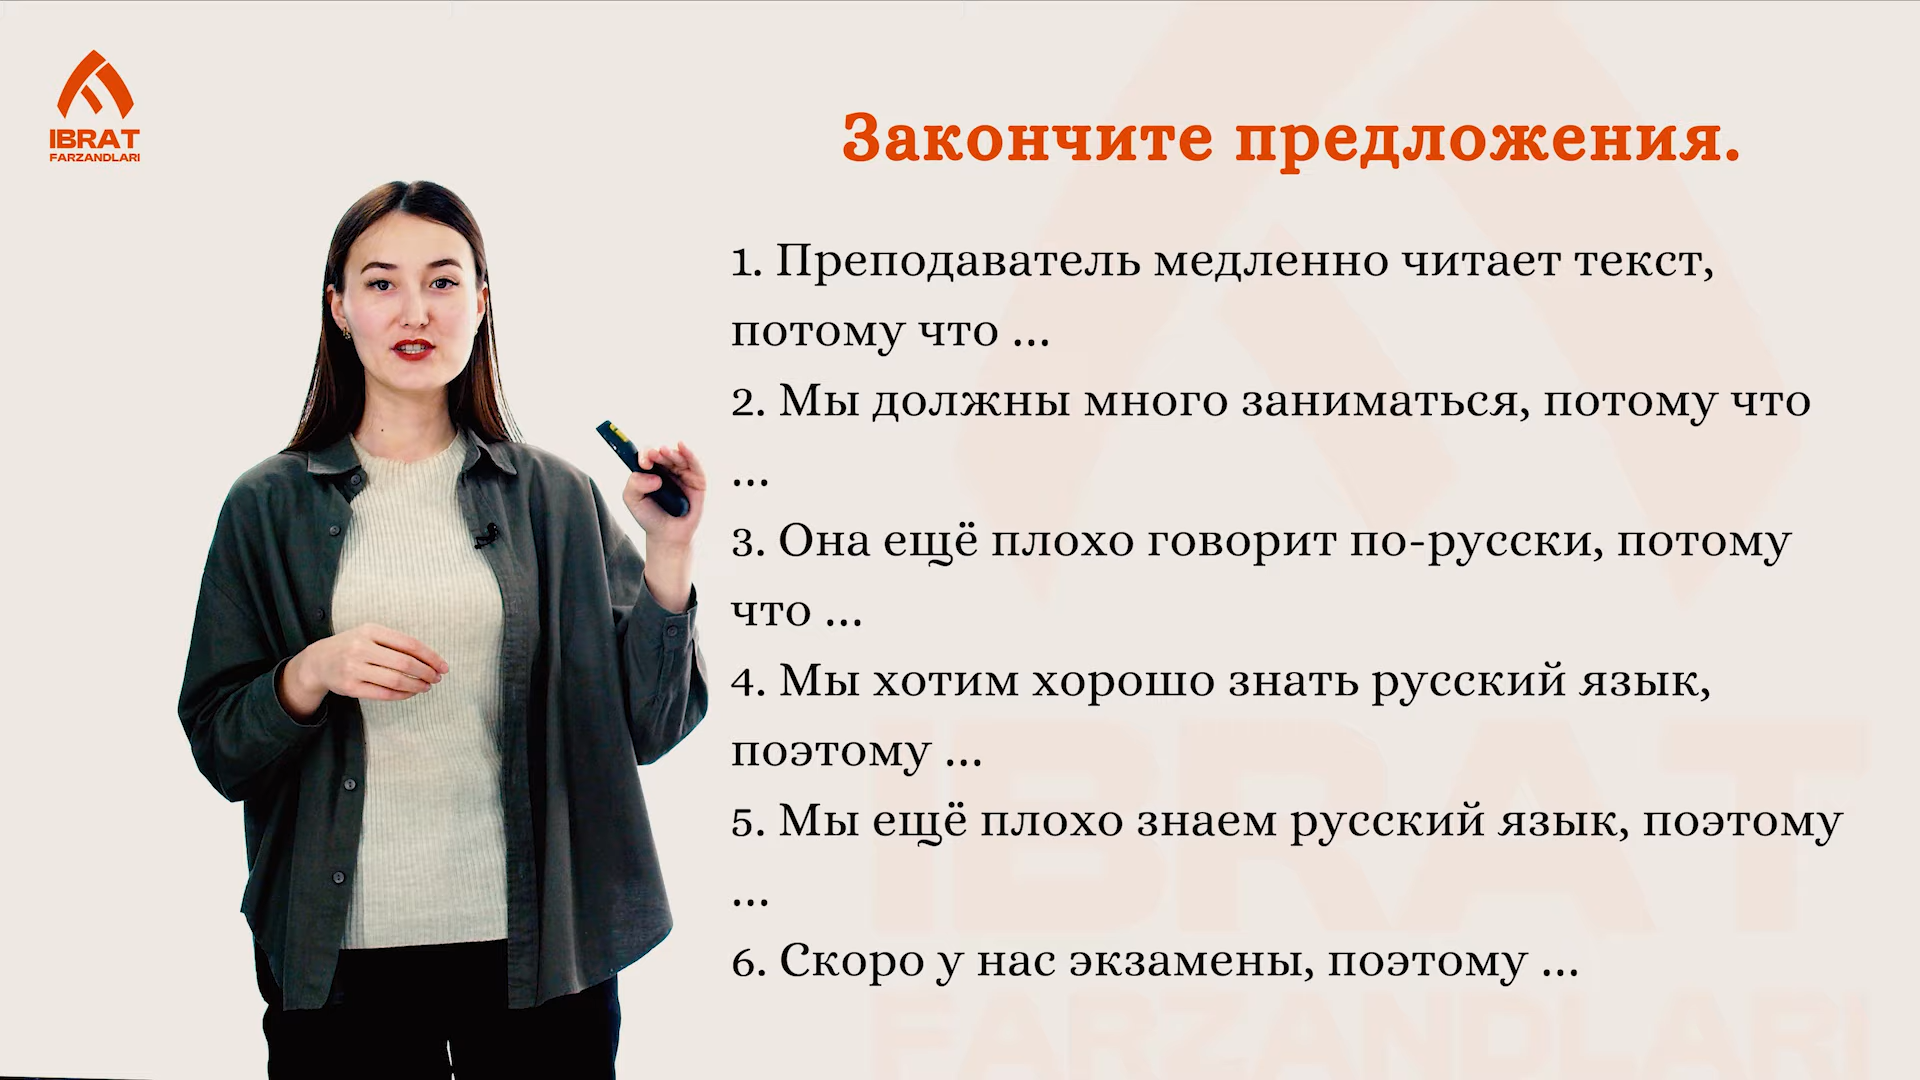 IBRAT
FARZANDLARI
Закончите предложения.
1. Преподаватель медленно читает текст,
потому что ...
2. Мы должны много заниматься, потому что
...
3. Она ещё плохо говорит по-русски, потому
что ...
4. Мы хотим хорошо знать русский язык,
поэтому ...
5. Мы ещё плохо знаем русский язык, поэтому
...
6. Скоро у нас экзамены, поэтому ...
IBRAT
FARZANDLARI